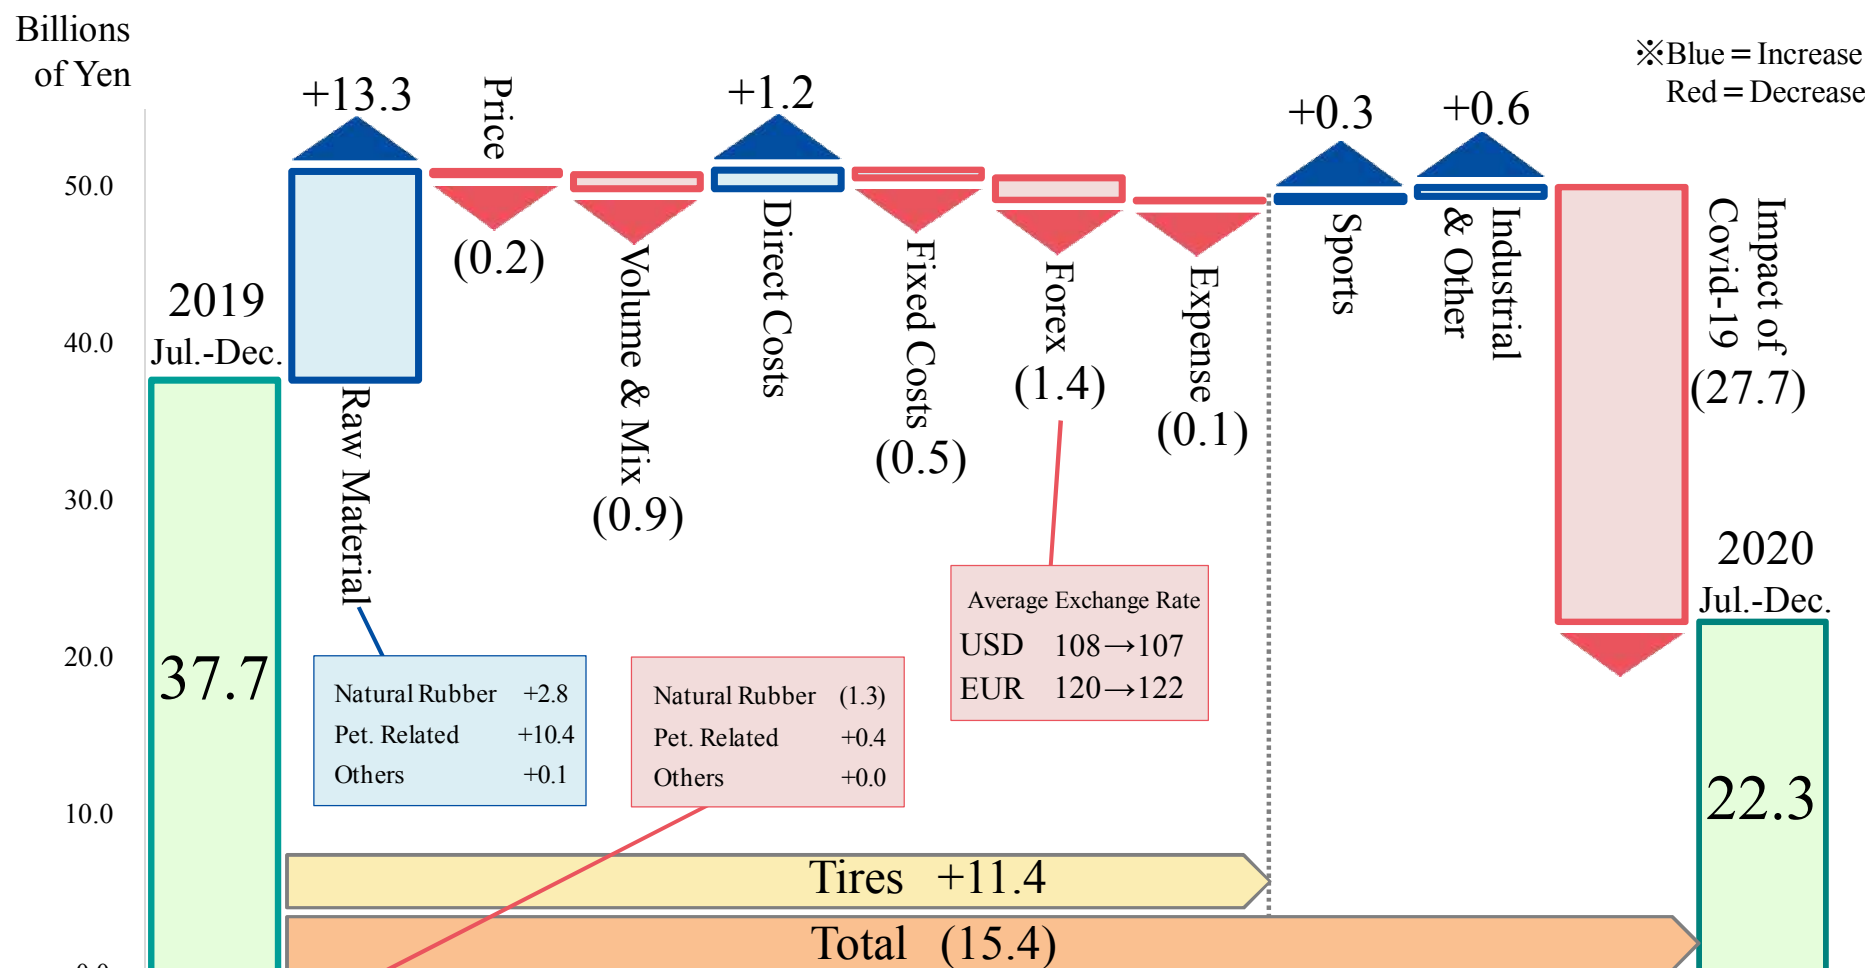 Billions
of Yen
※Blue = Increase
Red = Decrease
50.0
40.0
30.0
20.0
10.0
2019
Jul.-Dec.
37.7
+13.3
Raw Material
Price
(0.2)
Volume & Mix
(0.9)
+1.2
Direct Costs
Fixed Costs
(0.5)
Forex
(1.4)
Expense
(0.1)
+0.3
Sports
+0.6
Industrial
& Other
Impact of
Covid-19
(27.7)
2020
Jul.-Dec.
22.3
Natural Rubber +2.8
Pet. Related +10.4
Others +0.1
Natural Rubber (1.3)
Pet. Related +0.4
Others +0.0
Average Exchange Rate
USD 108→107
EUR 120→122
Tires +11.4
Total (15.4)